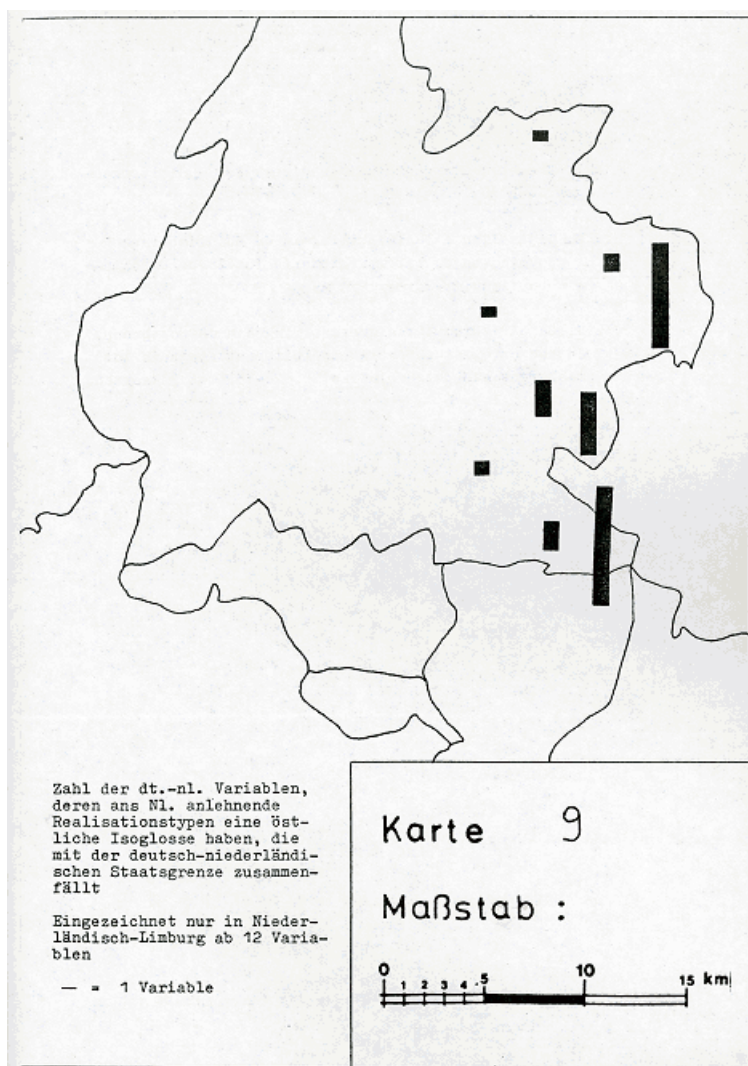 Zahl der dt.-nl. Variablen,
deren ans Nl. anlehnende
Realisationstypen eine öst-
liche Isoglosse haben, die
mit der deutsch-niederländi-
schen Staatsgrenze zusammen-
fällt
Eingezeichnet nur in Nieder-
ländisch-Limburg ab 12 Varia-
blen
— = 1 Variable
Karte 9
Maßstab :
0 1 2 3 4 5 10 15 km